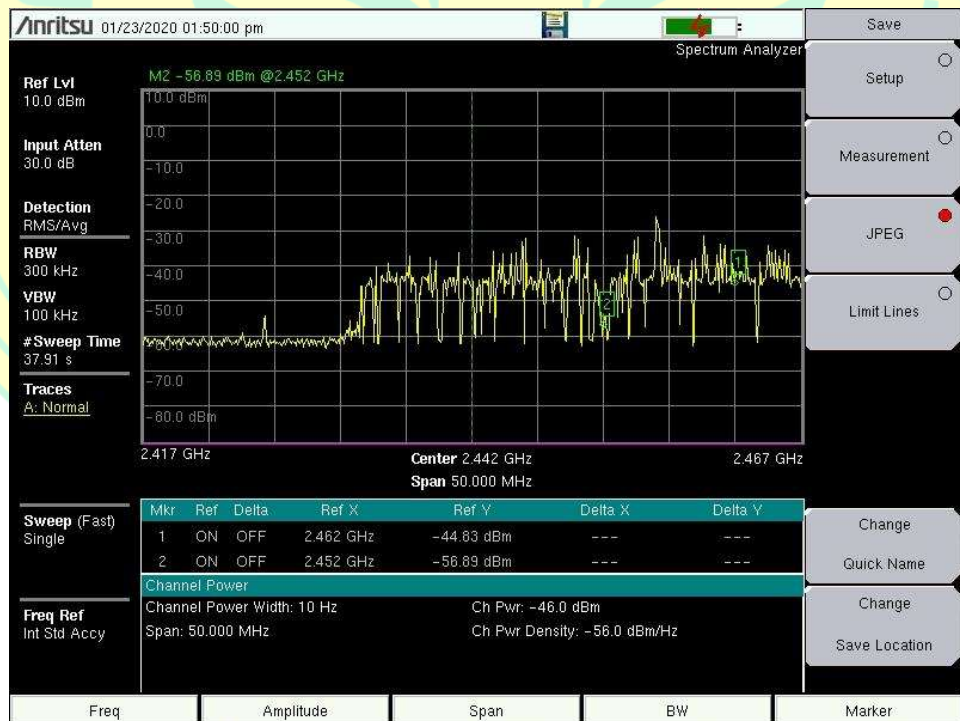 Anritsu 01/23/2020 01:50:00 pm
Save
Spectrum Analyzer
M2 -56.89 dBm @2.452 GHz
Ref Lvl
10.0 dBm
Input Atten
30.0 dB
Detection
RMS/Avg
RBW
300 kHz
VBW
100 kHz
#Sweep Time
37.91 s
Traces
A: Normal
Sweep (Fast)
Single
Freq Ref
Int Std Accy
10.0 dBm
0.0
-10.0
-20.0
-30.0
-40.0
-50.0
-60.0
-70.0
-80.0 dBm
1
2
2.417 GHz
Center 2.442 GHz
2.467 GHz
Span 50.000 MHz
Mkr Ref Delta Ref X Ref Y Delta X Delta Y
1 ON OFF 2.462 GHz -44.83 dBm --- ---
2 ON OFF 2.452 GHz -56.89 dBm --- ---
Channel Power
Channel Power Width: 10 Hz Ch Pwr: -46.0 dBm
Span: 50.000 MHz Ch Pwr Density: -56.0 dBm/Hz
Setup
Measurement
JPEG
Limit Lines
Change
Quick Name
Change
Save Location
Freq Amplitude Span BW Marker